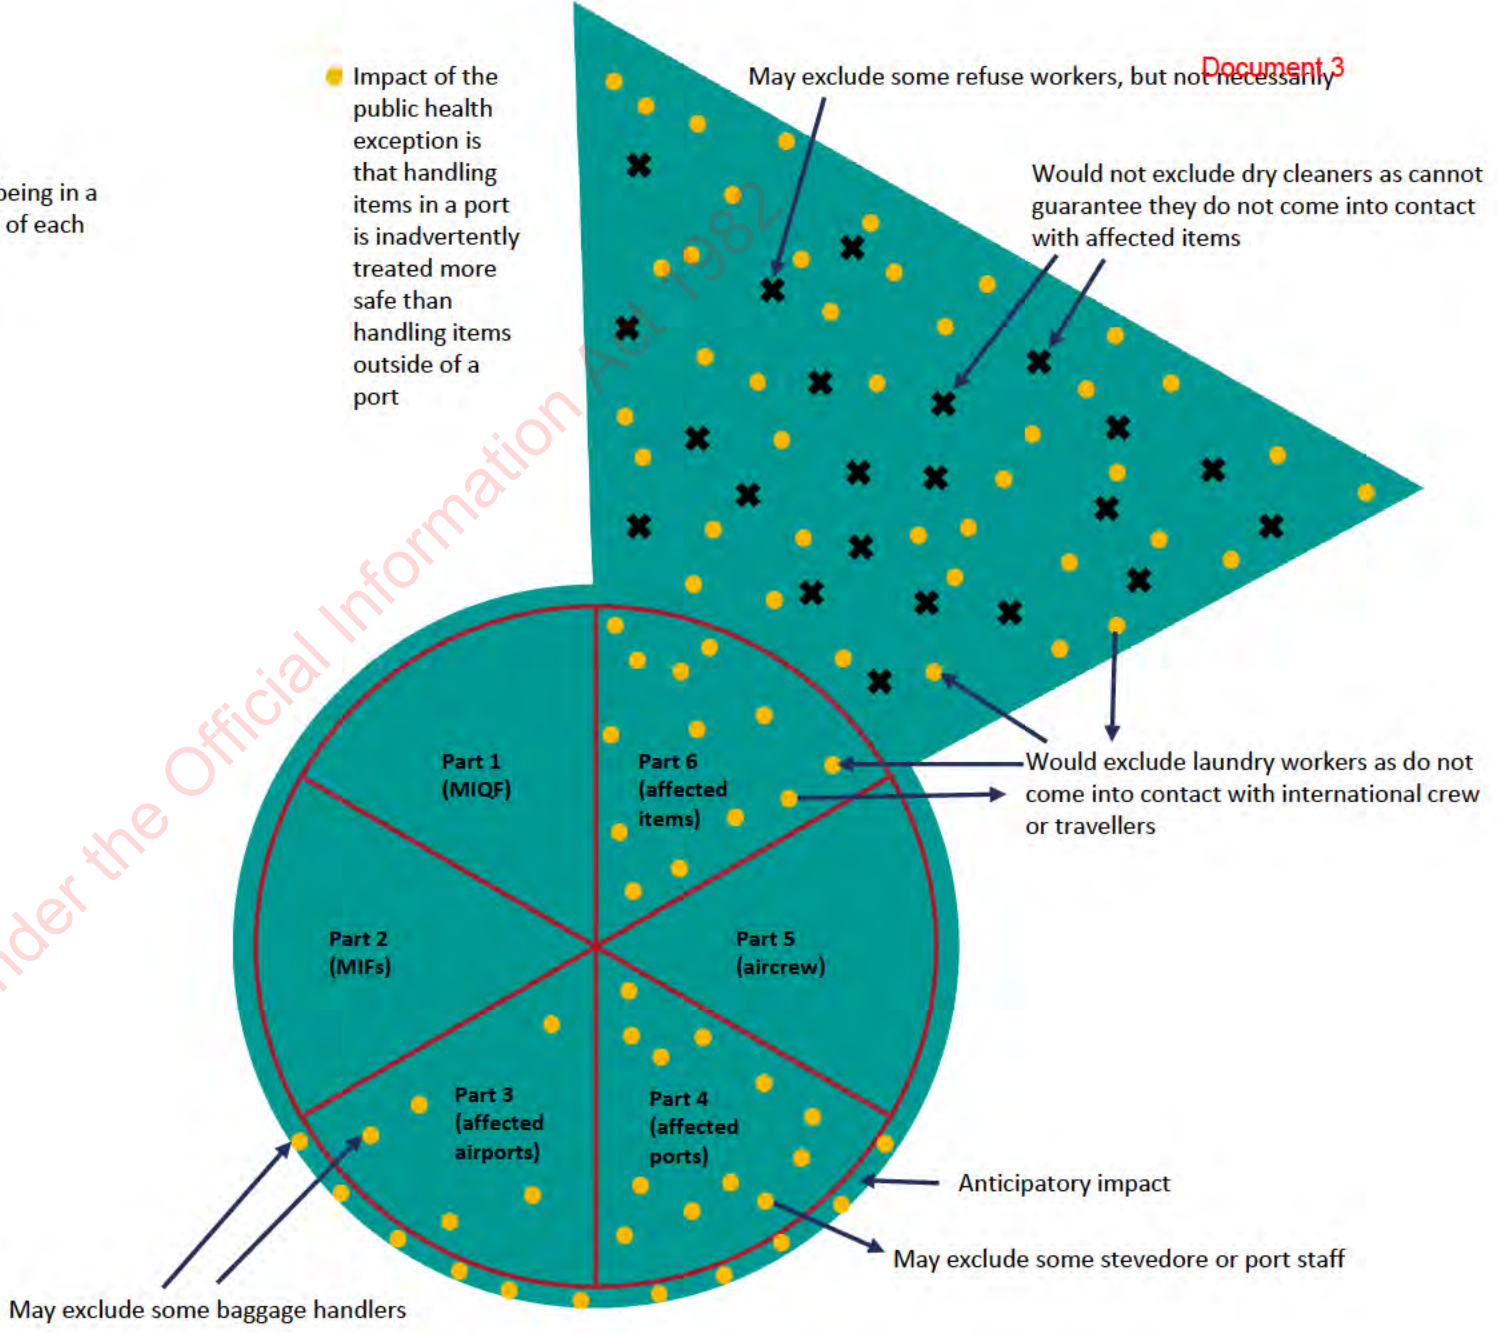 Document 3
being in a
of each
Impact of the
public health
exception is
that handling
items in a port
is inadvertently
treated more
safe than
handling items
outside of a
port
May exclude some refuse workers, but not necessarily
Would not exclude dry cleaners as cannot
guarantee they do not come into contact
with affected items
Part 1
(MIQF)
Part 6
(affected
items)
Would exclude laundry workers as do not
come into contact with international crew
or travellers
Part 2
(MIFs)
Part 5
(aircrew)
Part 3
(affected
airports)
Part 4
(affected
ports)
Anticipatory impact
May exclude some stevedore or port staff
May exclude some baggage handlers
under the Official Information Act 1982